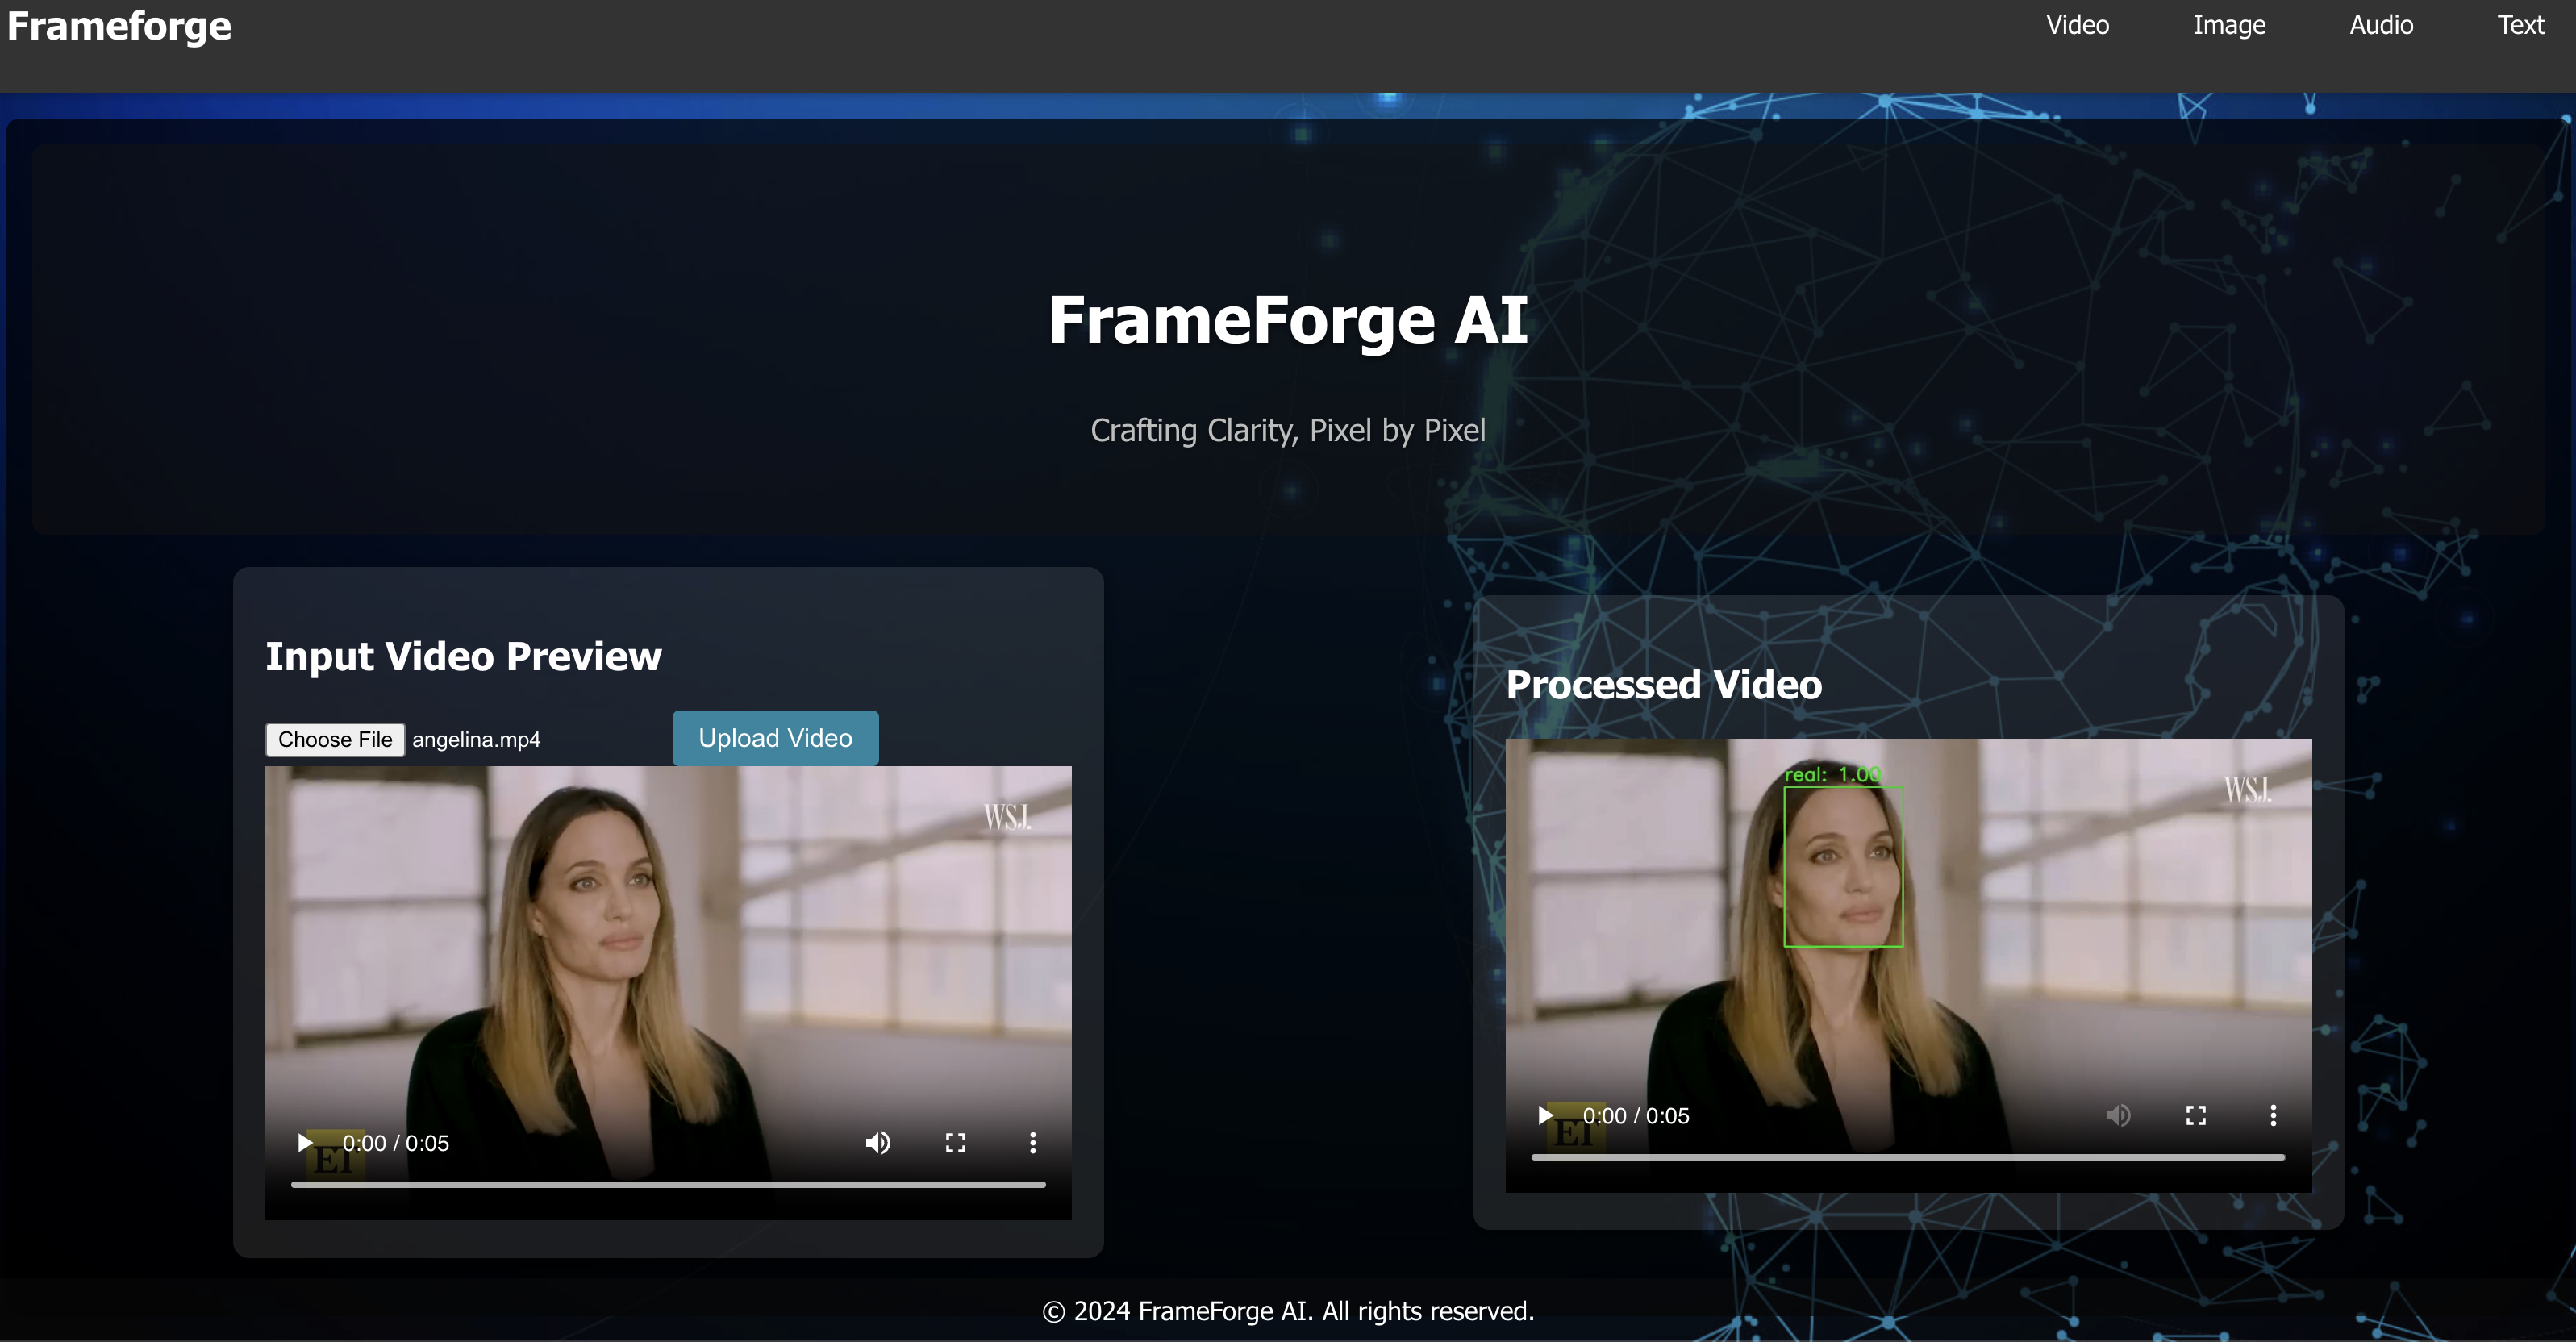 Frameforge
Video Image Audio Text
FrameForge AI
Crafting Clarity, Pixel by Pixel
Input Video Preview
Choose File angelina.mp4 Upload Video
WSJ.
0:00 / 0:05
ET
Processed Video
real: 1.00
WSJ.
0:00 / 0:05
ET
© 2024 FrameForge AI. All rights reserved.